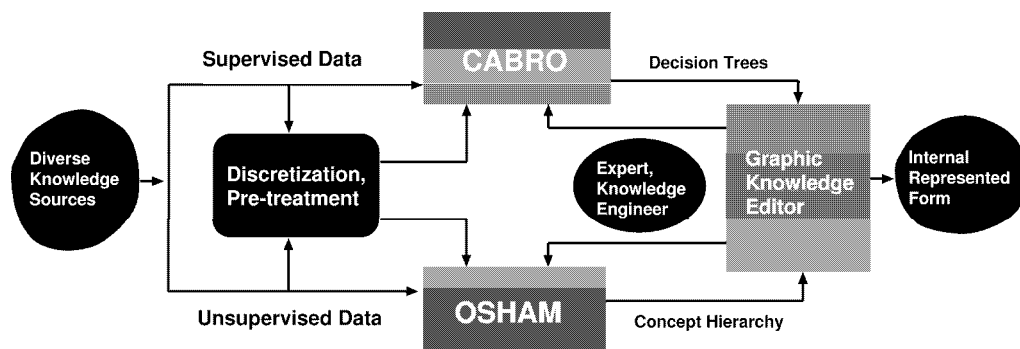 Supervised Data
CABRO
Decision Trees
Diverse
Knowledge
Sources
Discretization,
Pre-treatment
Expert,
Knowledge
Engineer
Graphic
Knowledge
Editor
Internal
Represented
Form
Unsupervised Data
OSHAM
Concept Hierarchy